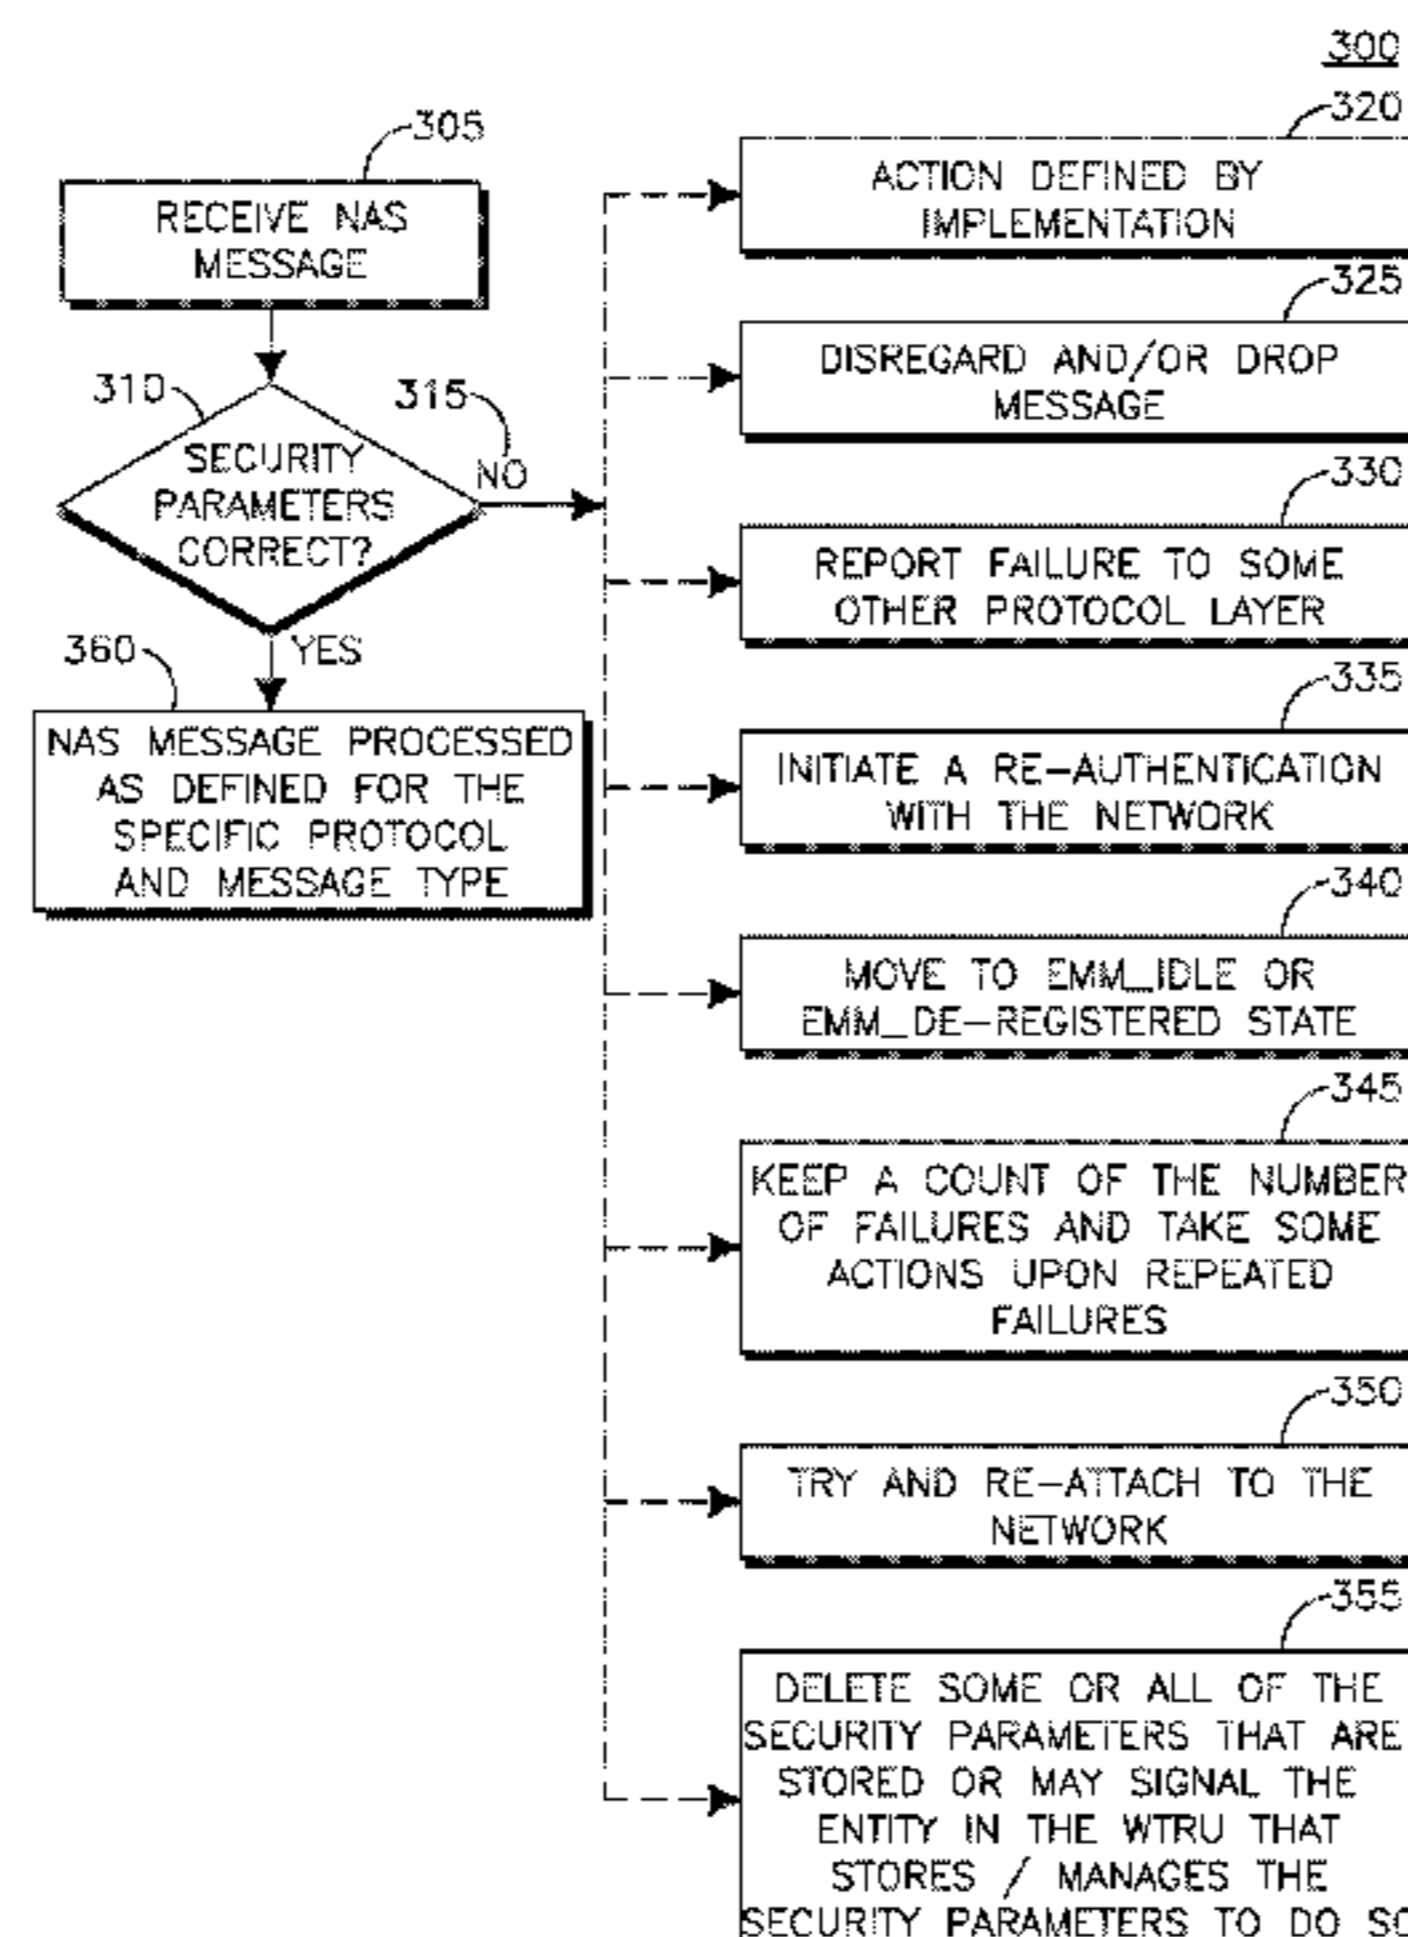 300
305
RECEIVE NAS
MESSAGE
310
SECURITY
PARAMETERS
CORRECT?
315
NO
YES
360
NAS MESSAGE PROCESSED
AS DEFINED FOR THE
SPECIFIC PROTOCOL
AND MESSAGE TYPE
320
ACTION DEFINED BY
IMPLEMENTATION
325
DISREGARD AND/OR DROP
MESSAGE
330
REPORT FAILURE TO SOME
OTHER PROTOCOL LAYER
335
INITIATE A RE-AUTHENTICATION
WITH THE NETWORK
340
MOVE TO EMM_IDLE OR
EMM_DE-REGISTERED STATE
345
KEEP A COUNT OF THE NUMBER
OF FAILURES AND TAKE SOME
ACTIONS UPON REPEATED
FAILURES
350
TRY AND RE-ATTACH TO THE
NETWORK
355
DELETE SOME OR ALL OF THE
SECURITY PARAMETERS THAT ARE
STORED OR MAY SIGNAL THE
ENTITY IN THE WTRU THAT
STORES / MANAGES THE
SECURITY PARAMETERS TO DO SO